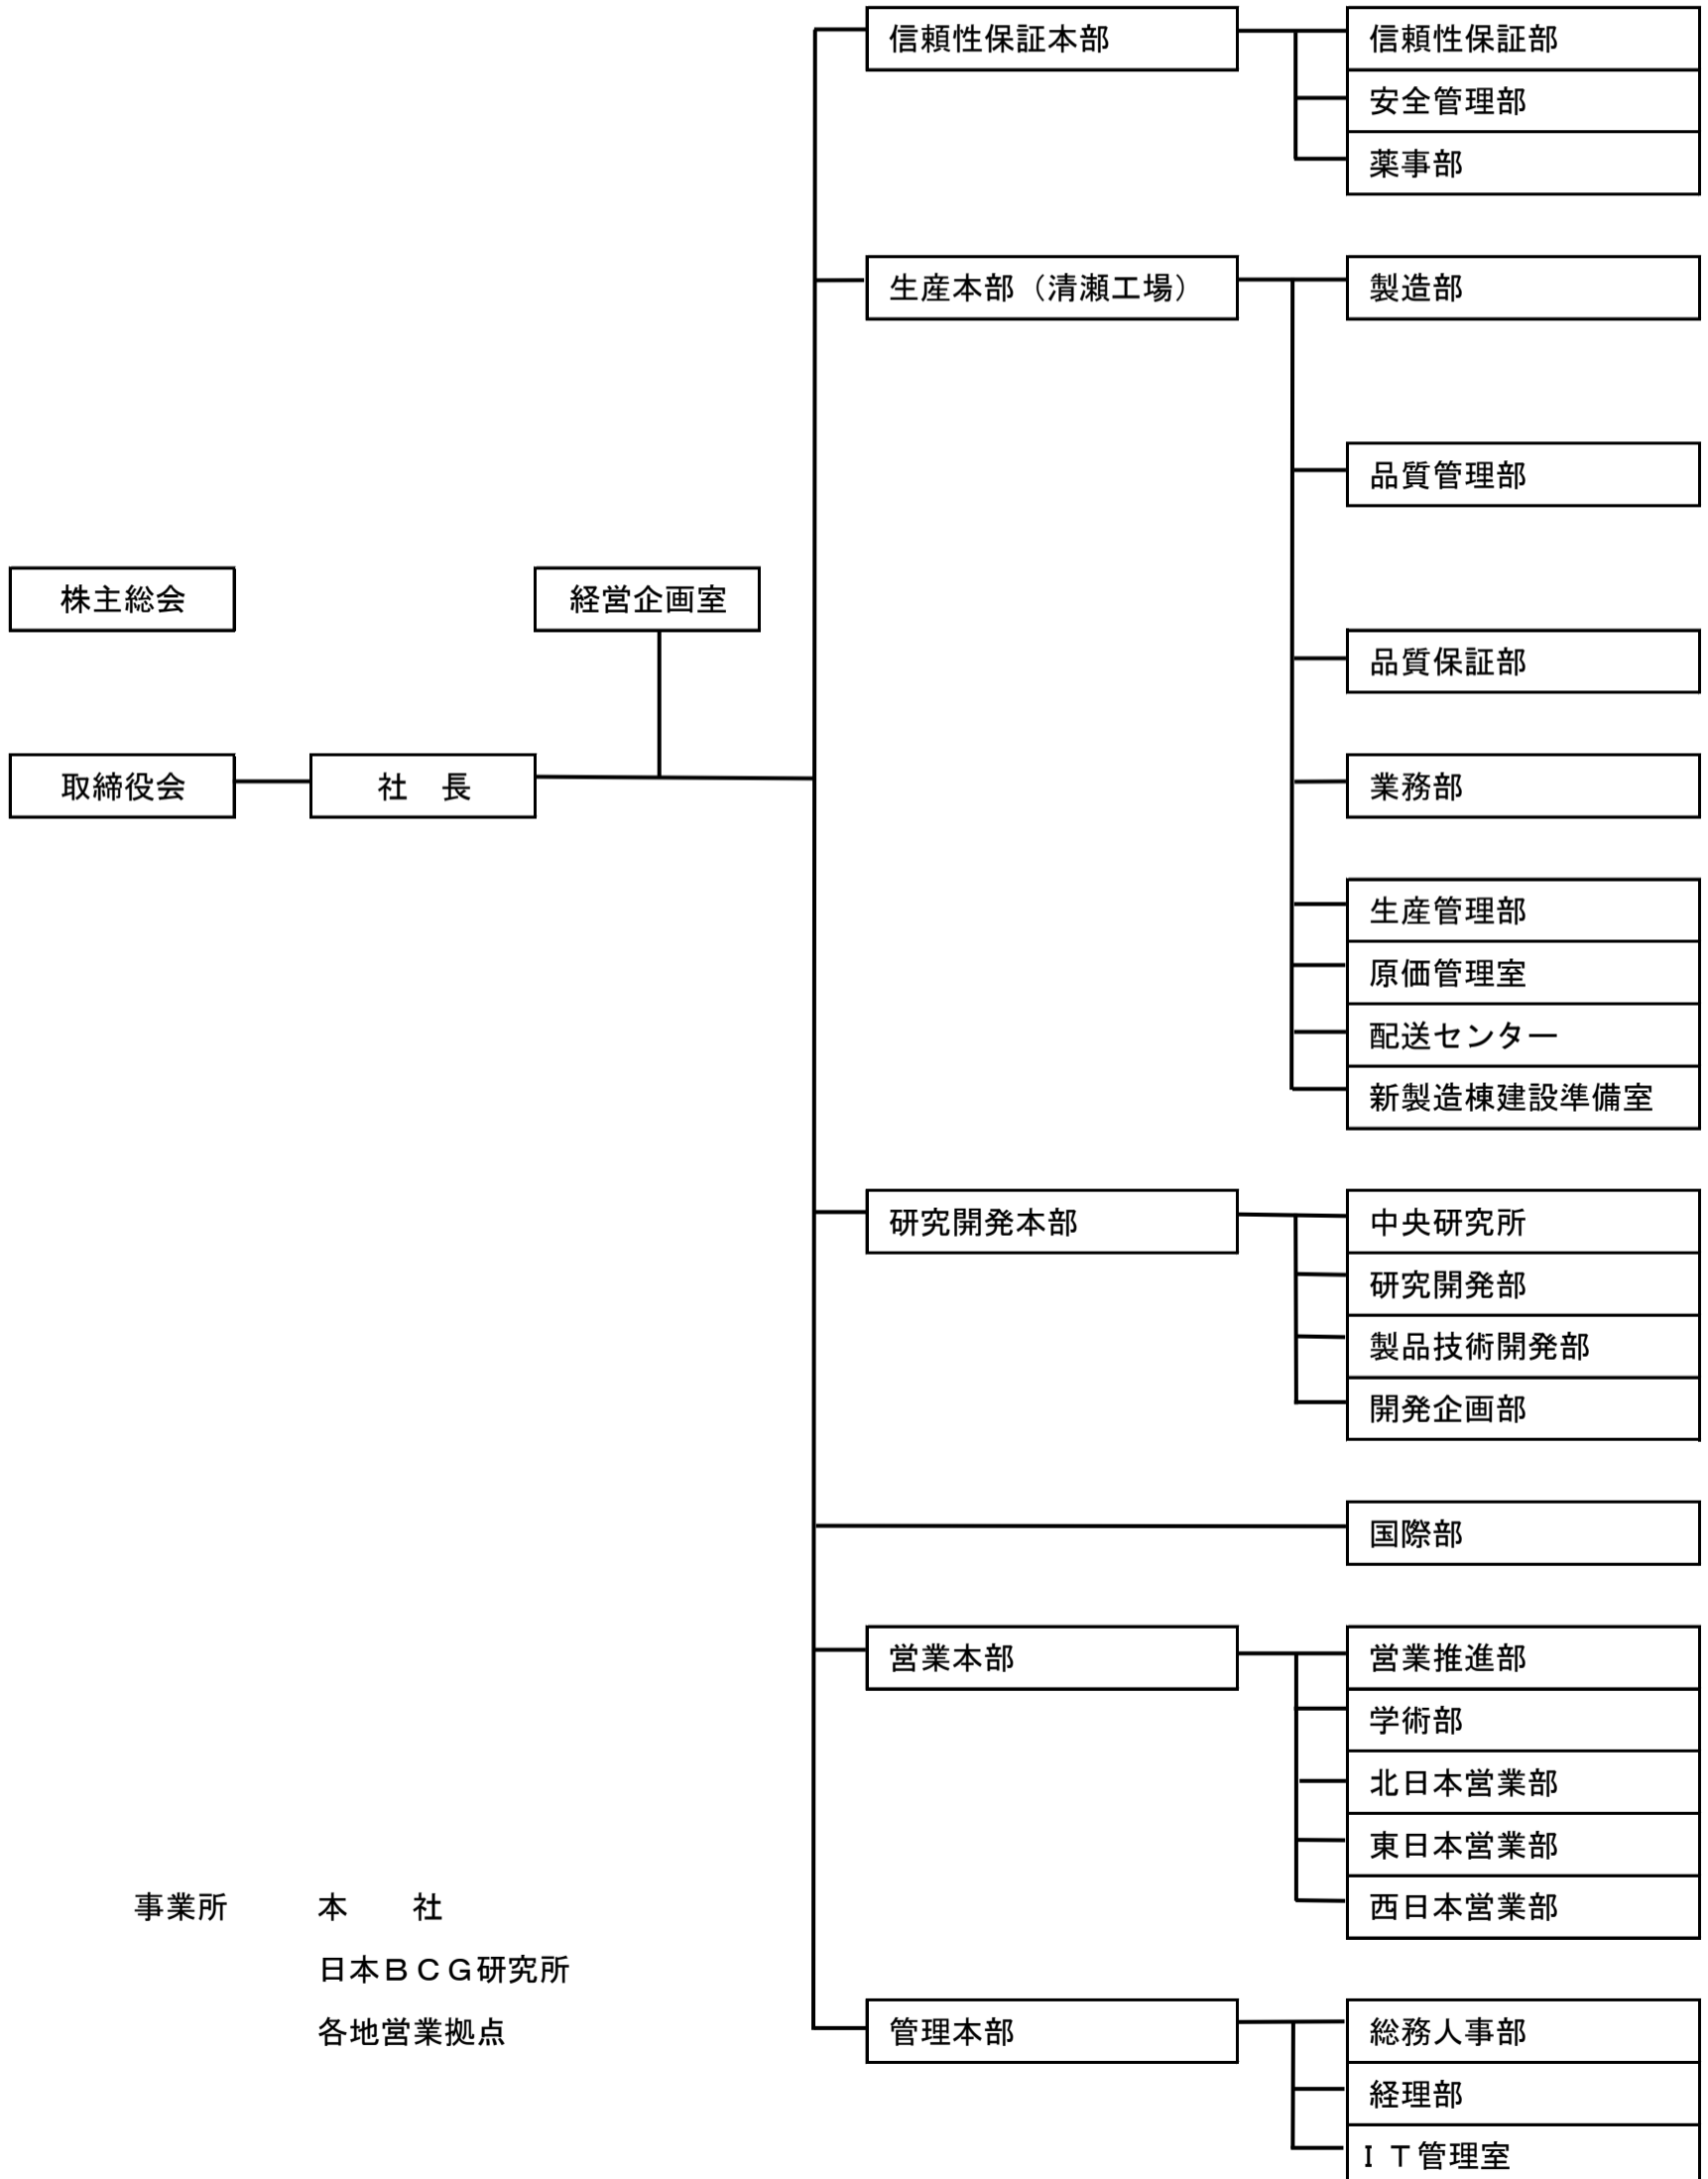 信頼性保証本部
信頼性保証部
安全管理部
薬事部
生産本部（清瀬工場）
製造部
品質管理部
株主総会
経営企画室
品質保証部
取締役会
社　長
業務部
生産管理部
原価管理室
配送センター
新製造棟建設準備室
研究開発本部
中央研究所
研究開発部
製品技術開発部
開発企画部
国際部
営業本部
営業推進部
学術部
北日本営業部
東日本営業部
西日本営業部
事業所　　本　　社
日本ＢＣＧ研究所
各地営業拠点
管理本部
総務人事部
経理部
ＩＴ管理室